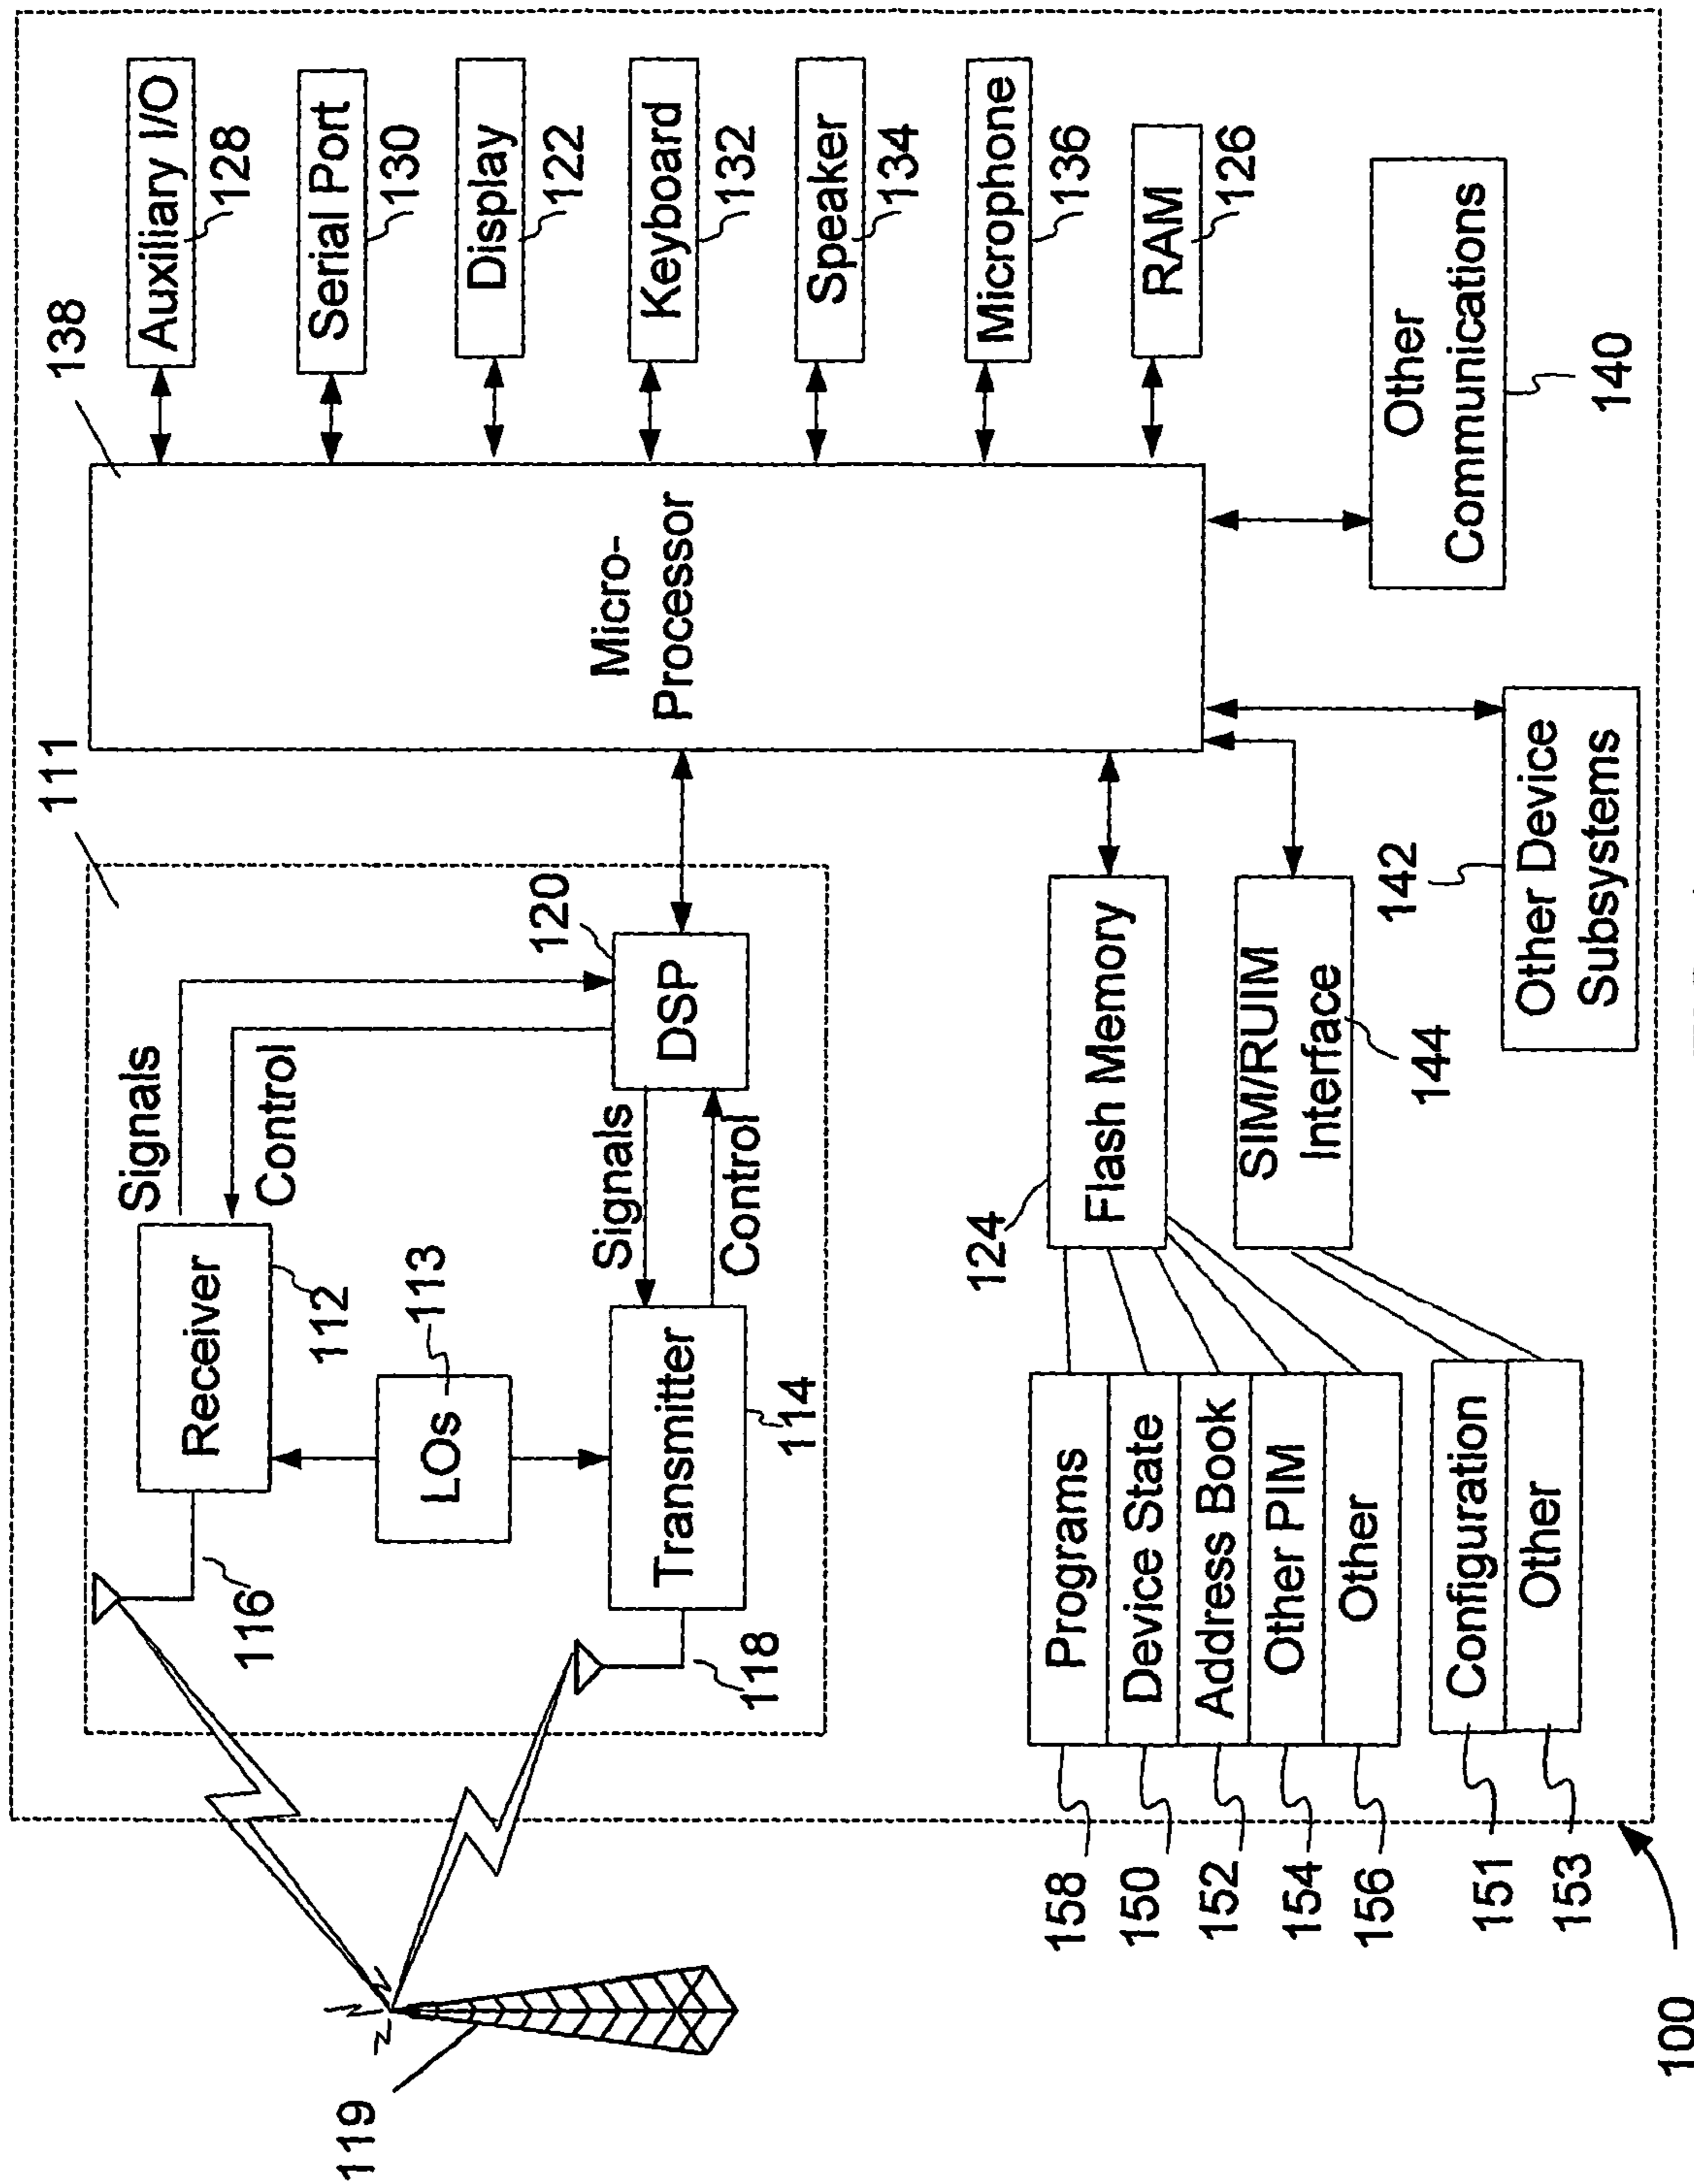 138
111
Auxiliary I/O
128
Serial Port
130
Display
122
Keyboard
132
Speaker
134
Microphone
136
RAM
126
Micro-
Processor
Other
Communications
140
Other Device
Subsystems
142
Signals
Control
120
DSP
Signals
Control
Receiver
112
LOs
113
Transmitter
114
116
118
119
124
Flash Memory
SIM/RUIM
Interface
144
Programs
Device State
Address Book
Other PIM
Other
Configuration
Other
158
150
152
154
156
151
153
100